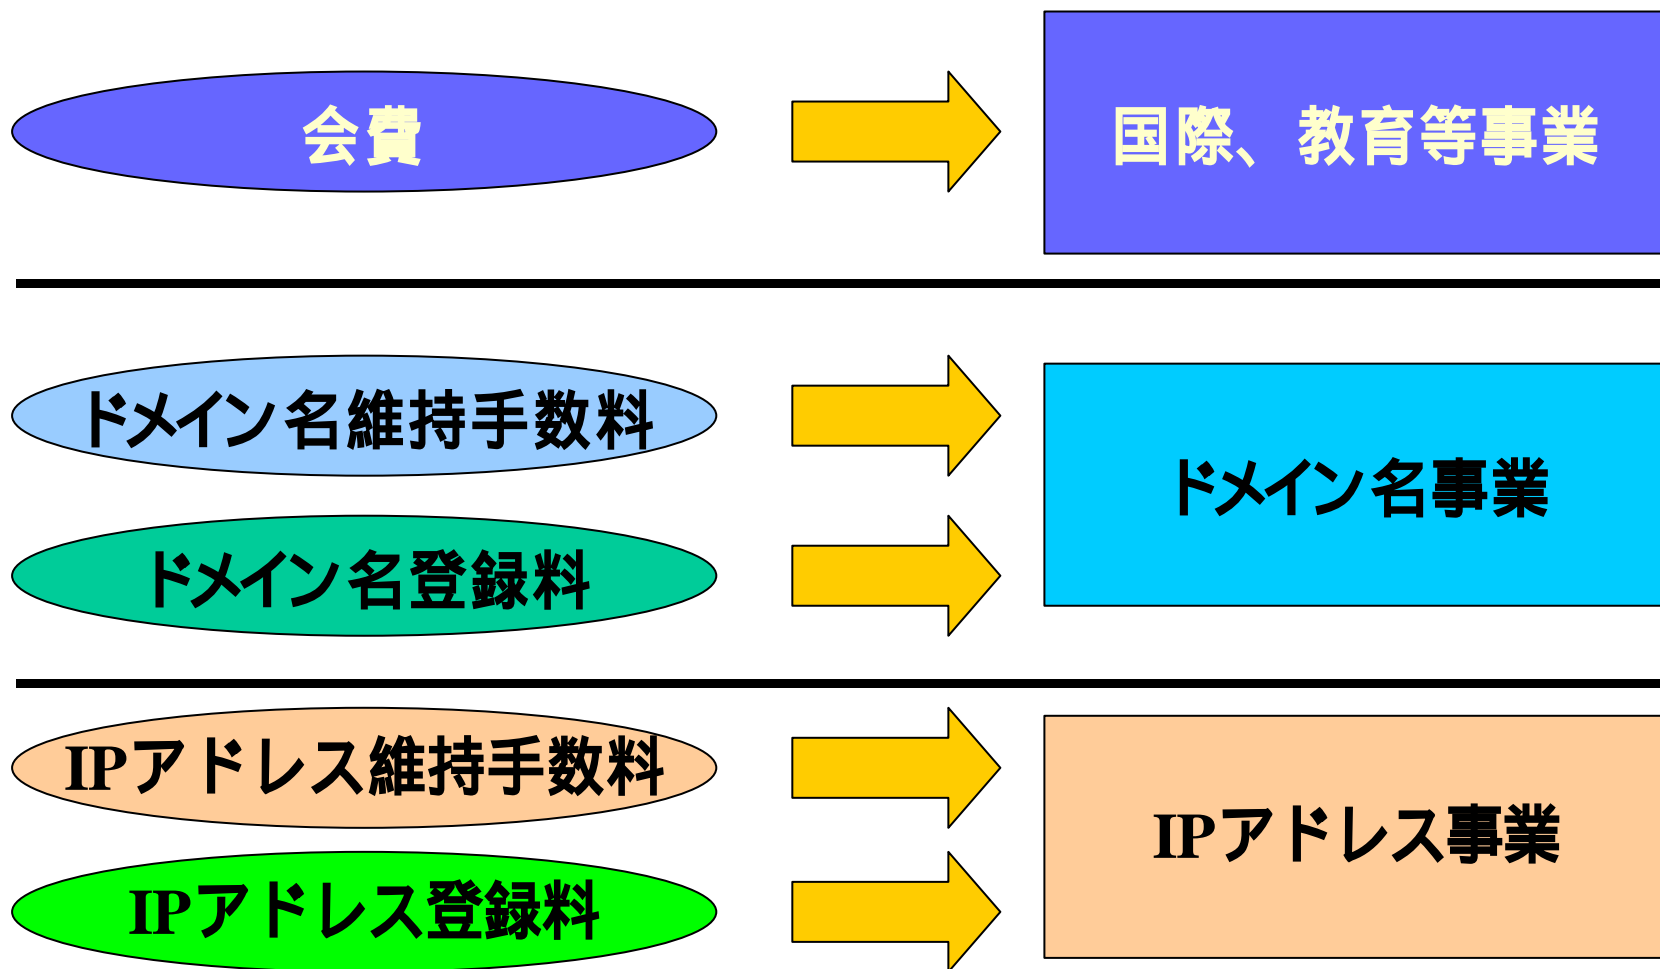 会費
国際、教育等事業
ドメイン名維持手数料
ドメイン名事業
ドメイン名登録料
IPアドレス維持手数料
IPアドレス事業
IPアドレス登録料